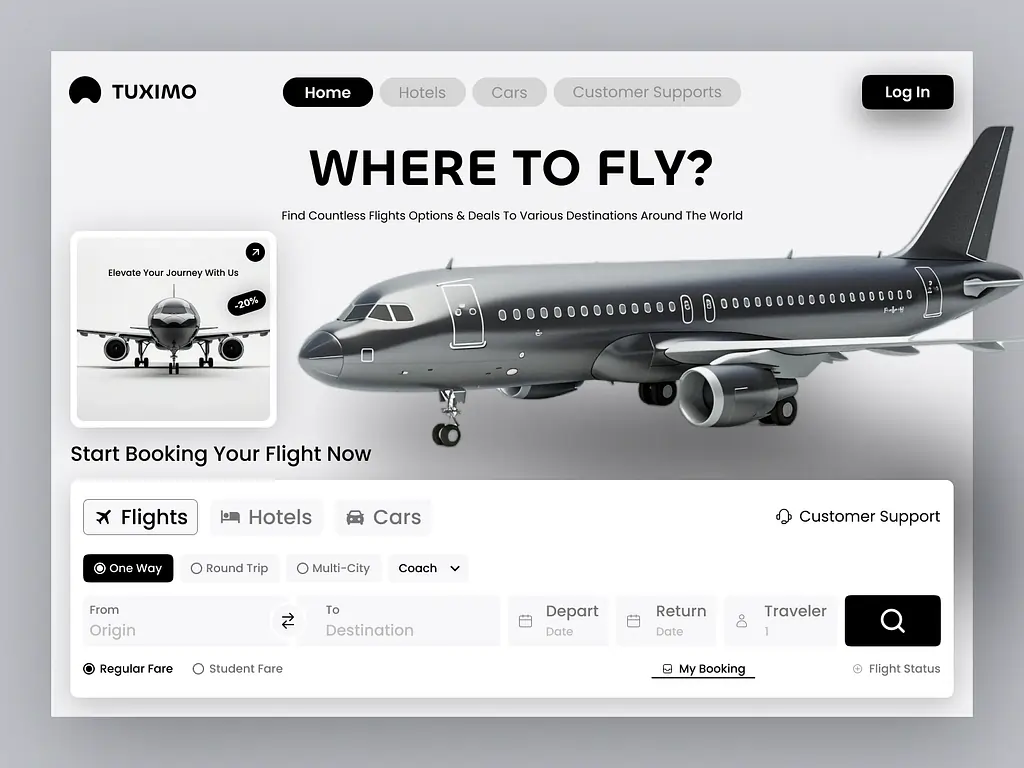 TUXIMO
Home
Hotels
Cars
Customer Supports
Log In
WHERE TO FLY?
Find Countless Flights Options & Deals To Various Destinations Around The World
Elevate Your Journey With Us
-20%
Start Booking Your Flight Now
Flights
Hotels
Cars
Customer Support
One Way
Round Trip
Multi-City
Coach
From
Origin
To
Destination
Depart
Date
Return
Date
Traveler
1
Regular Fare
Student Fare
My Booking
Flight Status